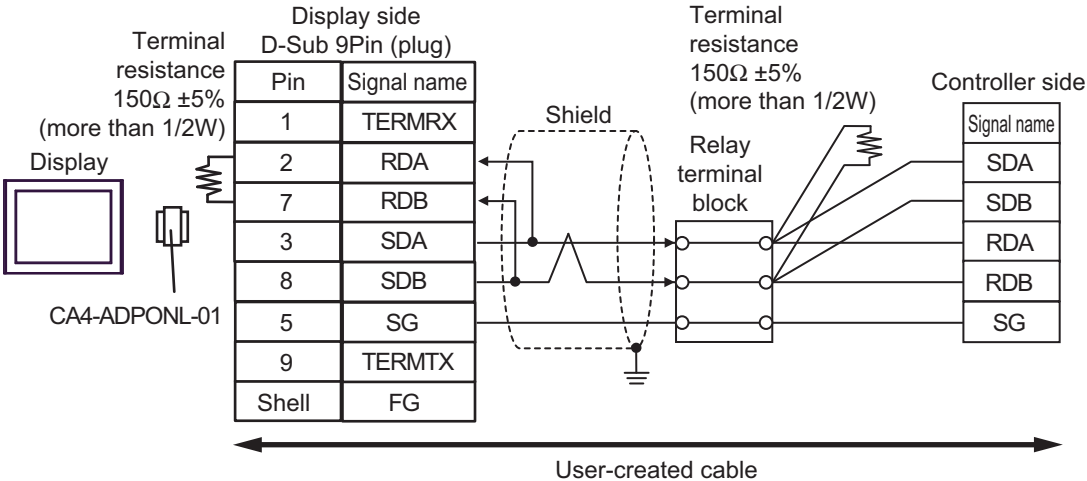 Display side
D-Sub 9Pin (plug)
Terminal
resistance
150Ω ±5%
(more than 1/2W)
Display
CA4-ADPONL-01
Pin Signal name
1 TERMRX
2 RDA
7 RDB
3 SDA
8 SDB
5 SG
9 TERMTX
Shell FG
Shield
Relay
terminal
block
Terminal
resistance
150Ω ±5%
(more than 1/2W)
Controller side
Signal name
SDA
SDB
RDA
RDB
SG
User-created cable